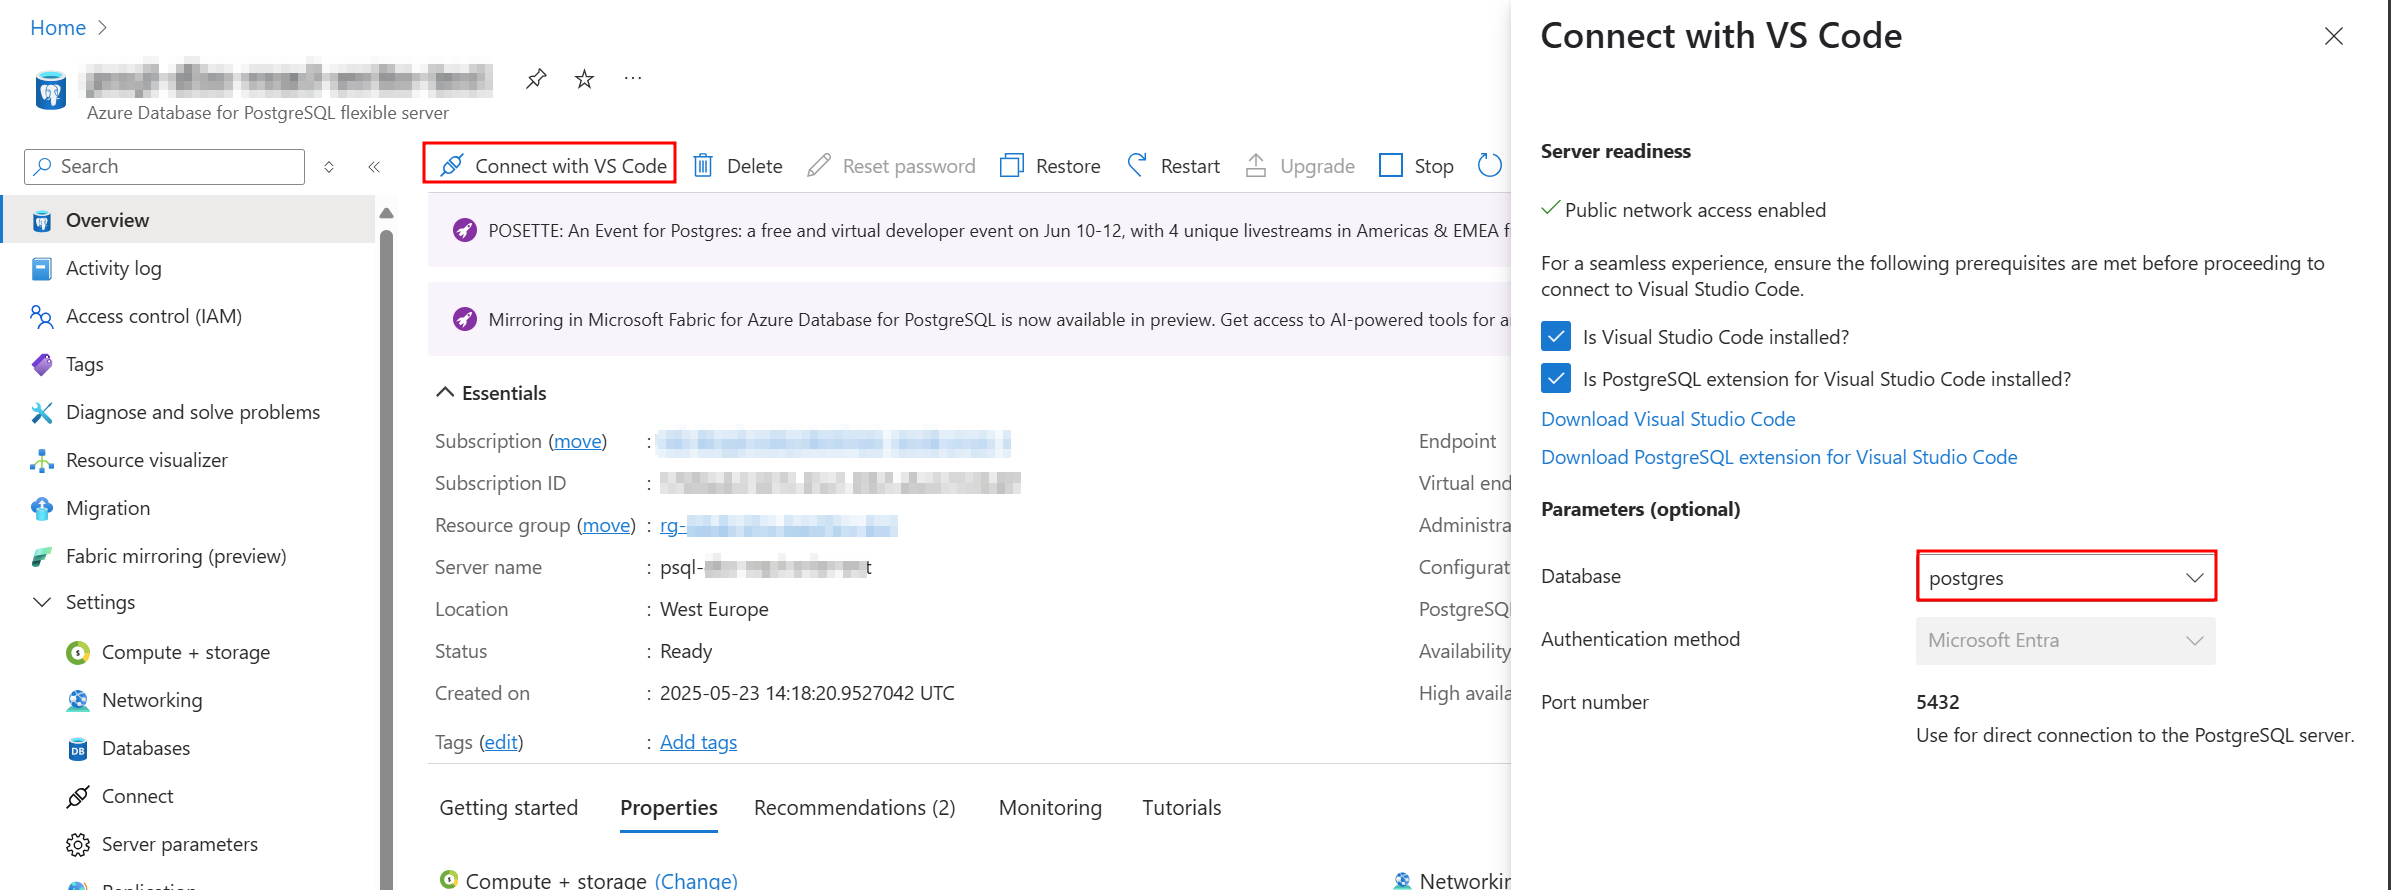 Home
Azure Database for PostgreSQL flexible server
Search
Connect with VS Code
Delete
Reset password
Restore
Restart
Upgrade
Stop
Overview
Activity log
Access control (IAM)
Tags
Diagnose and solve problems
Resource visualizer
Migration
Fabric mirroring (preview)
Settings
Compute + storage
Networking
Databases
Connect
Server parameters
Replication
POSETTE: An Event for Postgres: a free and virtual developer event on Jun 10-12, with 4 unique livestreams in Americas & EMEA f
Mirroring in Microsoft Fabric for Azure Database for PostgreSQL is now available in preview. Get access to AI-powered tools for a
Essentials
Subscription (move) :
Subscription ID :
Resource group (move) : rg-
Server name : psql- t
Location : West Europe
Status : Ready
Created on : 2025-05-23 14:18:20.9527042 UTC
Tags (edit) : Add tags
Endpoint
Virtual end
Administra
Configurat
PostgreSQ
Availability
High availa
Getting started
Properties
Recommendations (2)
Monitoring
Tutorials
Compute + storage (Change)
Networkin
Connect with VS Code
Server readiness
Public network access enabled
For a seamless experience, ensure the following prerequisites are met before proceeding to
connect to Visual Studio Code.
Is Visual Studio Code installed?
Is PostgreSQL extension for Visual Studio Code installed?
Download Visual Studio Code
Download PostgreSQL extension for Visual Studio Code
Parameters (optional)
Database
postgres
Authentication method
Microsoft Entra
Port number
5432
Use for direct connection to the PostgreSQL server.